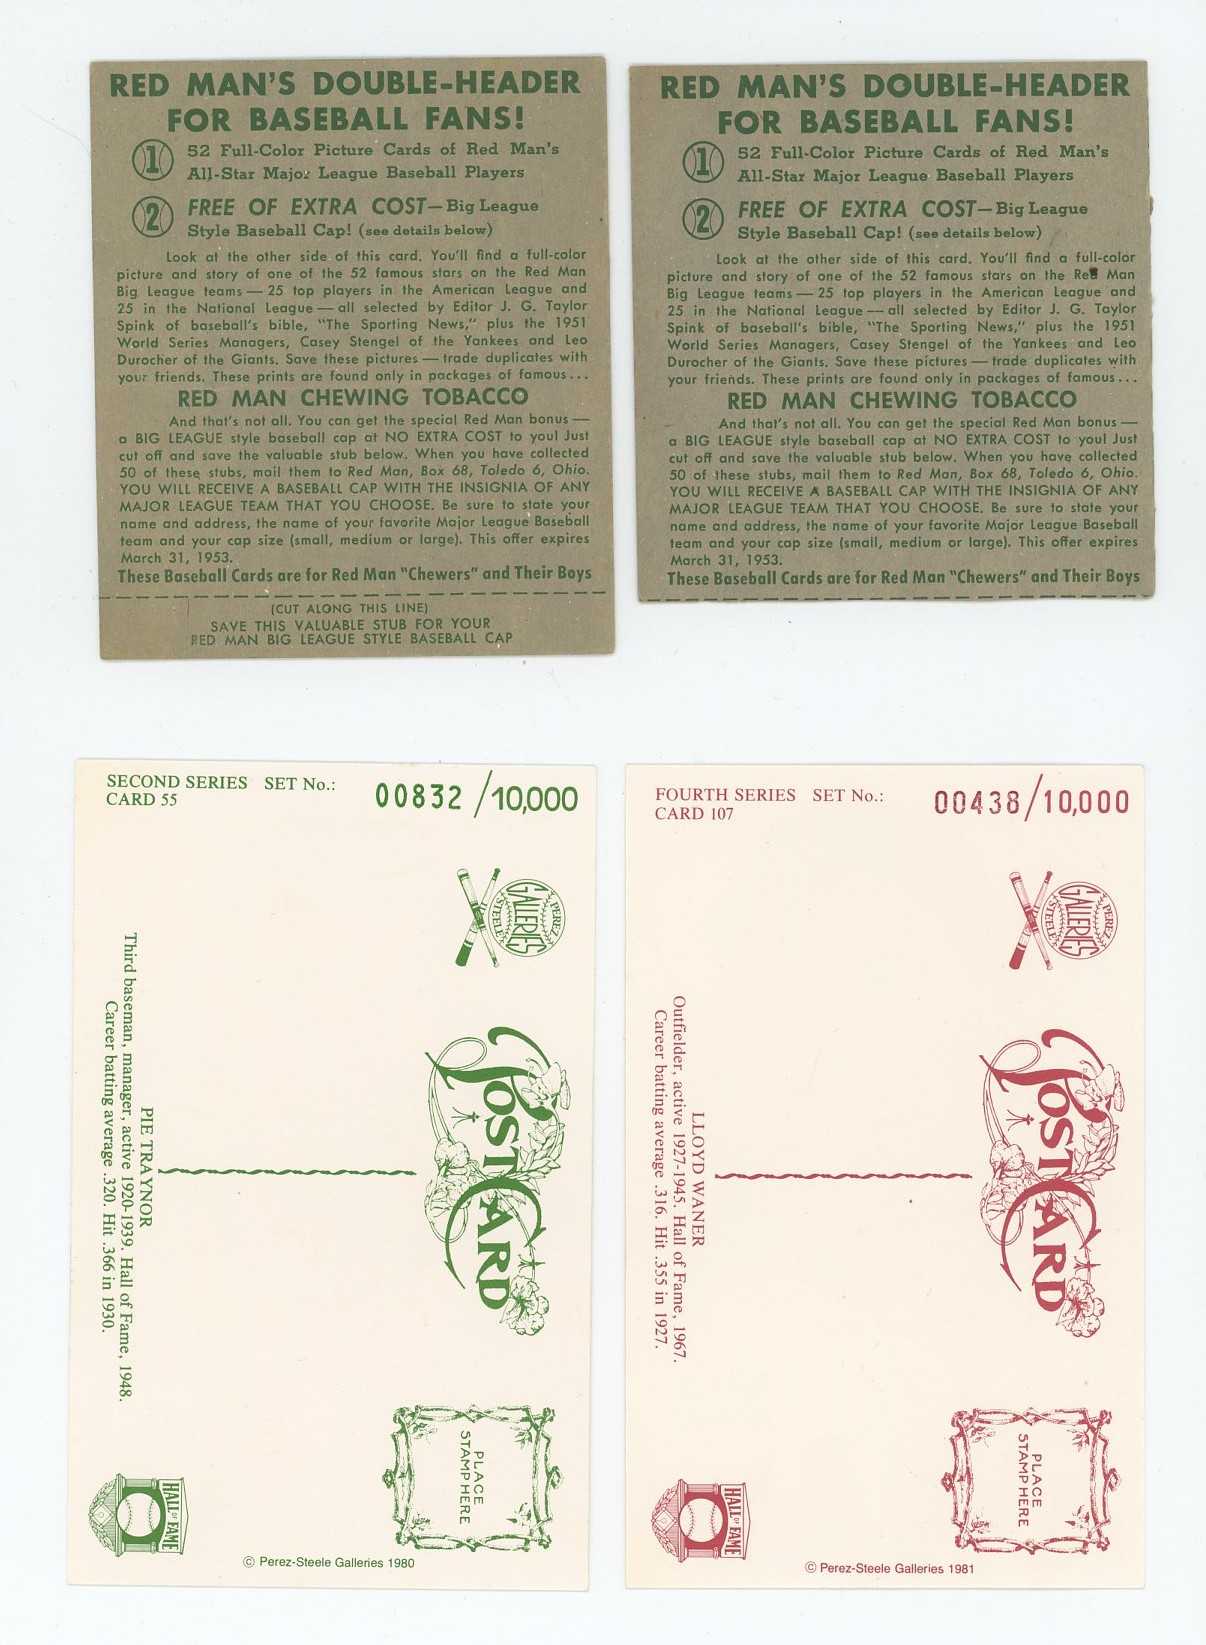 RED MAN'S DOUBLE-HEADER
FOR BASEBALL FANS!
1 52 Full-Color Picture Cards of Red Man's
All-Star Major League Baseball Players
2 FREE OF EXTRA COST—Big League
Style Baseball Cap! (see details below)
Look at the other side of this card. You'll find a full-color
picture and story of one of the 52 famous stars on the Red Man
Big League teams — 25 top players in the American League and
25 in the National League — all selected by Editor J. G. Taylor
Spink of baseball's bible, "The Sporting News," plus the 1951
World Series Managers, Casey Stengel of the Yankees and Leo
Durocher of the Giants. Save these pictures — trade duplicates with
your friends. These prints are found only in packages of famous...
RED MAN CHEWING TOBACCO
And that's not all. You can get the special Red Man bonus —
a BIG LEAGUE style baseball cap at NO EXTRA COST to you! Just
cut off and save the valuable stub below. When you have collected
50 of these stubs, mail them to Red Man, Box 68, Toledo 6, Ohio.
YOU WILL RECEIVE A BASEBALL CAP WITH THE INSIGNIA OF ANY
MAJOR LEAGUE TEAM THAT YOU CHOOSE. Be sure to state your
name and address, the name of your favorite Major League Baseball
team and your cap size (small, medium or large). This offer expires
March 31, 1953.
These Baseball Cards are for Red Man "Chewers" and Their Boys
(CUT ALONG THIS LINE)
SAVE THIS VALUABLE STUB FOR YOUR
RED MAN BIG LEAGUE STYLE BASEBALL CAP
RED MAN'S DOUBLE-HEADER
FOR BASEBALL FANS!
1 52 Full-Color Picture Cards of Red Man's
All-Star Major League Baseball Players
2 FREE OF EXTRA COST—Big League
Style Baseball Cap! (see details below)
Look at the other side of this card. You'll find a full-color
picture and story of one of the 52 famous stars on the Red Man
Big League teams — 25 top players in the American League and
25 in the National League — all selected by Editor J. G. Taylor
Spink of baseball's bible, "The Sporting News," plus the 1951
World Series Managers, Casey Stengel of the Yankees and Leo
Durocher of the Giants. Save these pictures — trade duplicates with
your friends. These prints are found only in packages of famous...
RED MAN CHEWING TOBACCO
And that's not all. You can get the special Red Man bonus —
a BIG LEAGUE style baseball cap at NO EXTRA COST to you! Just
cut off and save the valuable stub below. When you have collected
50 of these stubs, mail them to Red Man, Box 68, Toledo 6, Ohio.
YOU WILL RECEIVE A BASEBALL CAP WITH THE INSIGNIA OF ANY
MAJOR LEAGUE TEAM THAT YOU CHOOSE. Be sure to state your
name and address, the name of your favorite Major League Baseball
team and your cap size (small, medium or large). This offer expires
March 31, 1953.
These Baseball Cards are for Red Man "Chewers" and Their Boys
SECOND SERIES SET No.: 00832/10,000
CARD 55
PEREZ
GALLERIES
STEELE
POST CARD
PIE TRAYNOR
Third baseman, manager, active 1920-1939. Hall of Fame, 1948.
Career batting average .320. Hit .366 in 1930.
PLACE
STAMP HERE
HALL OF FAME
© Perez-Steele Galleries 1980
FOURTH SERIES SET No.: 00438/10,000
CARD 107
PEREZ
GALLERIES
STEELE
POST CARD
LLOYD WANER
Outfielder, active 1927-1945. Hall of Fame, 1967.
Career batting average .316. Hit .355 in 1927.
PLACE
STAMP HERE
HALL OF FAME
© Perez-Steele Galleries 1981